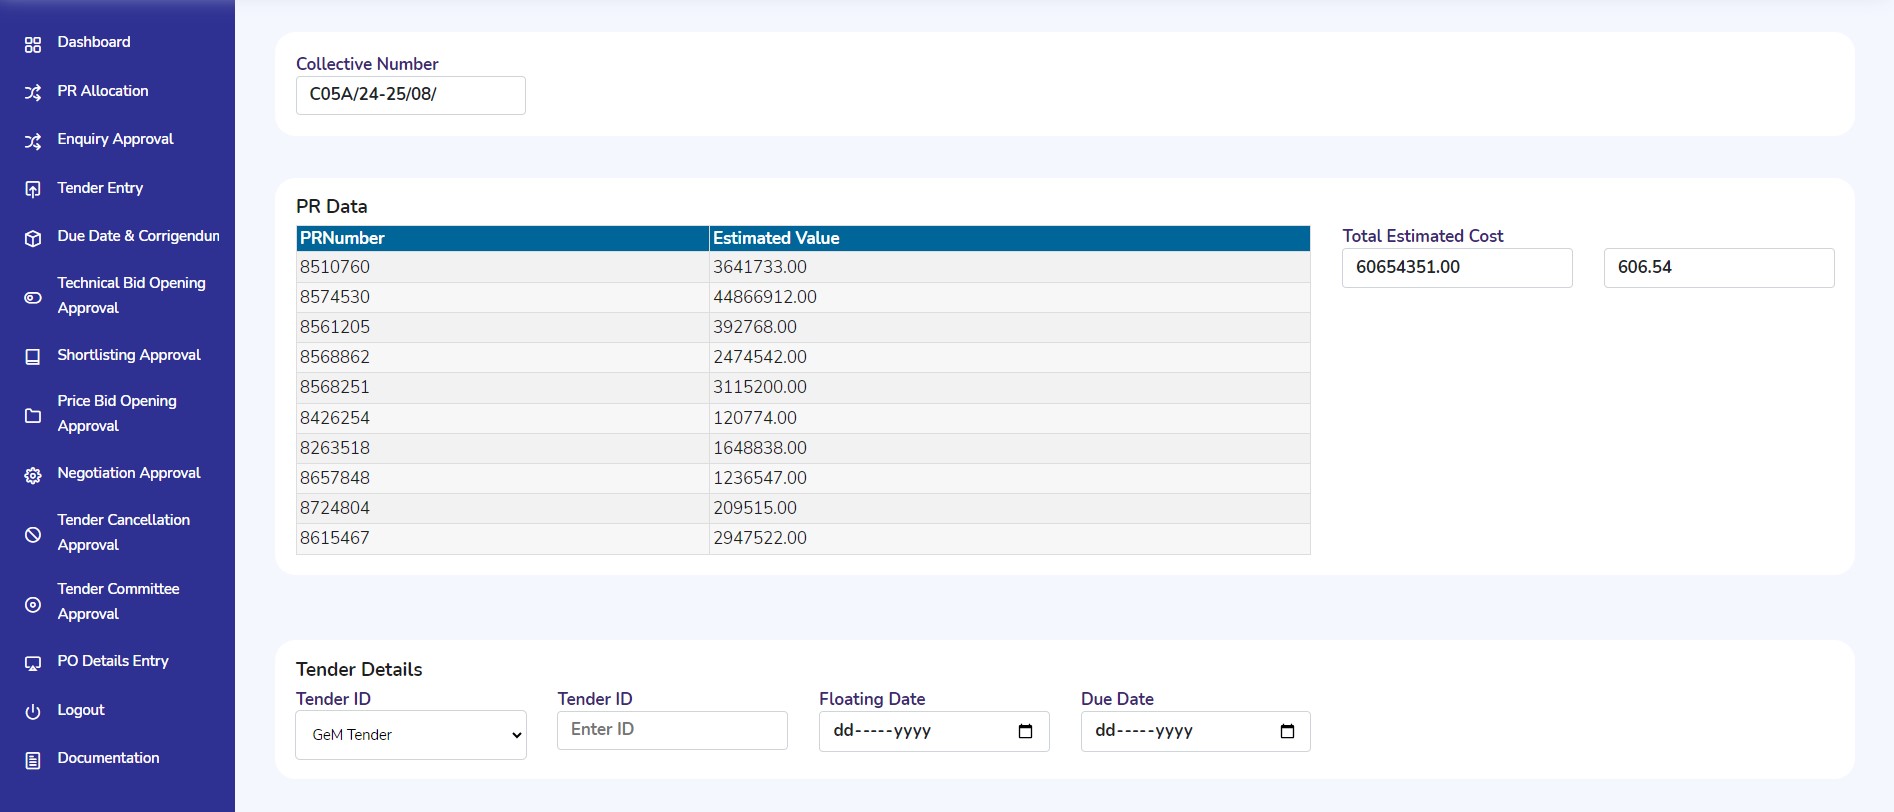 Dashboard
PR Allocation
Enquiry Approval
Tender Entry
Due Date & Corrigendum
Technical Bid Opening
Approval
Shortlisting Approval
Price Bid Opening
Approval
Negotiation Approval
Tender Cancellation
Approval
Tender Committee
Approval
PO Details Entry
Logout
Documentation
Collective Number
C05A/24-25/08/
PR Data
PRNumber Estimated Value
8510760 3641733.00
8574530 44866912.00
8561205 392768.00
8568862 2474542.00
8568251 3115200.00
8426254 120774.00
8263518 1648838.00
8657848 1236547.00
8724804 209515.00
8615467 2947522.00
Total Estimated Cost
60654351.00 606.54
Tender Details
Tender ID Tender ID Floating Date Due Date
GeM Tender Enter ID dd-----yyyy dd-----yyyy